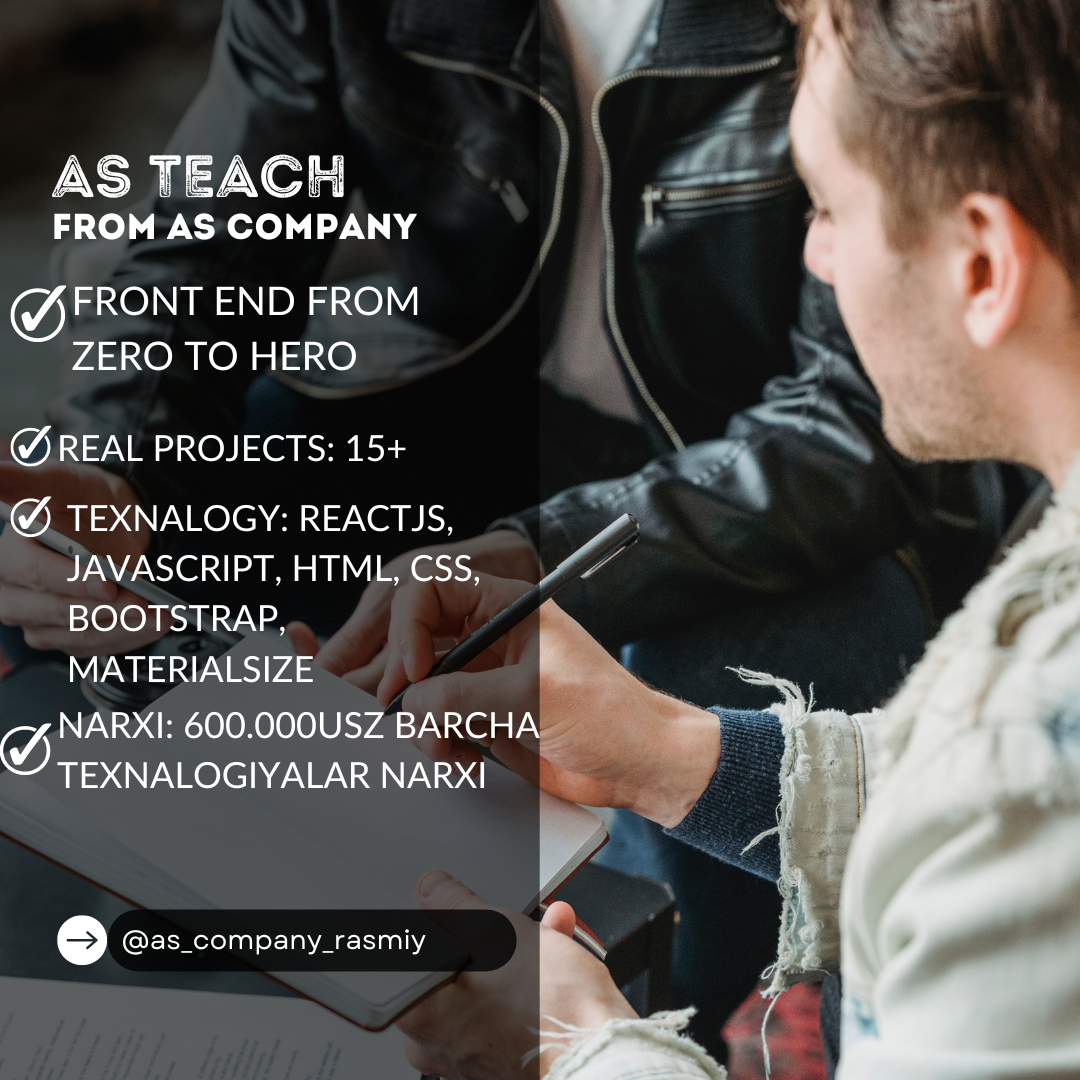 AS TEACH
FROM AS COMPANY
FRONT END FROM
ZERO TO HERO
REAL PROJECTS: 15+
TEXNALOGY: REACTJS,
JAVASCRIPT, HTML, CSS,
BOOTSTRAP,
MATERIALSIZE
NARXI: 600.000USZ BARCHA
TEXNALOGIYALAR NARXI
@as_company_rasmiy